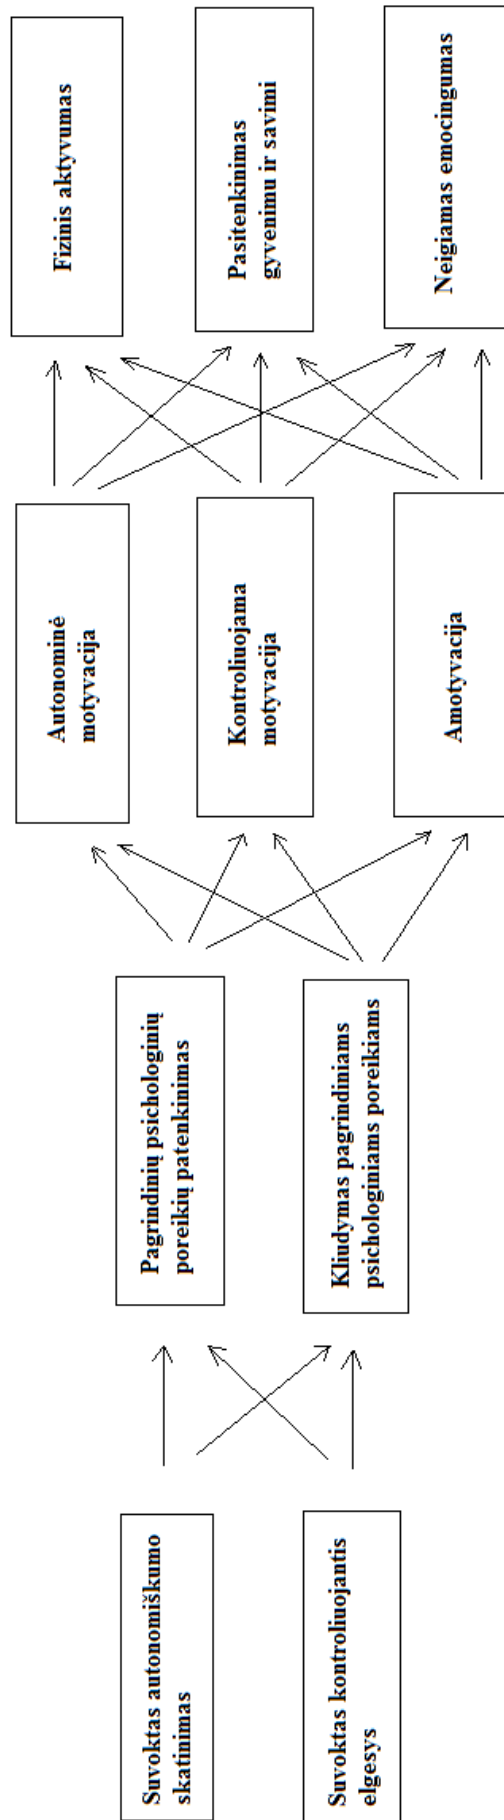 Suvoktas autonomiškumo
skatinimas
Suvoktas kontroliuojantis
elgesys
Pagrindinių psichologinių
poreikių patenkinimas
Kliudymas pagrindiniams
psichologiniams poreikiams
Autonominė
motyvacija
Kontroliuojama
motyvacija
Amotyvacija
Fizinis aktyvumas
Pasitenkinimas
gyvenimu ir savimi
Neigiamas emocingumas